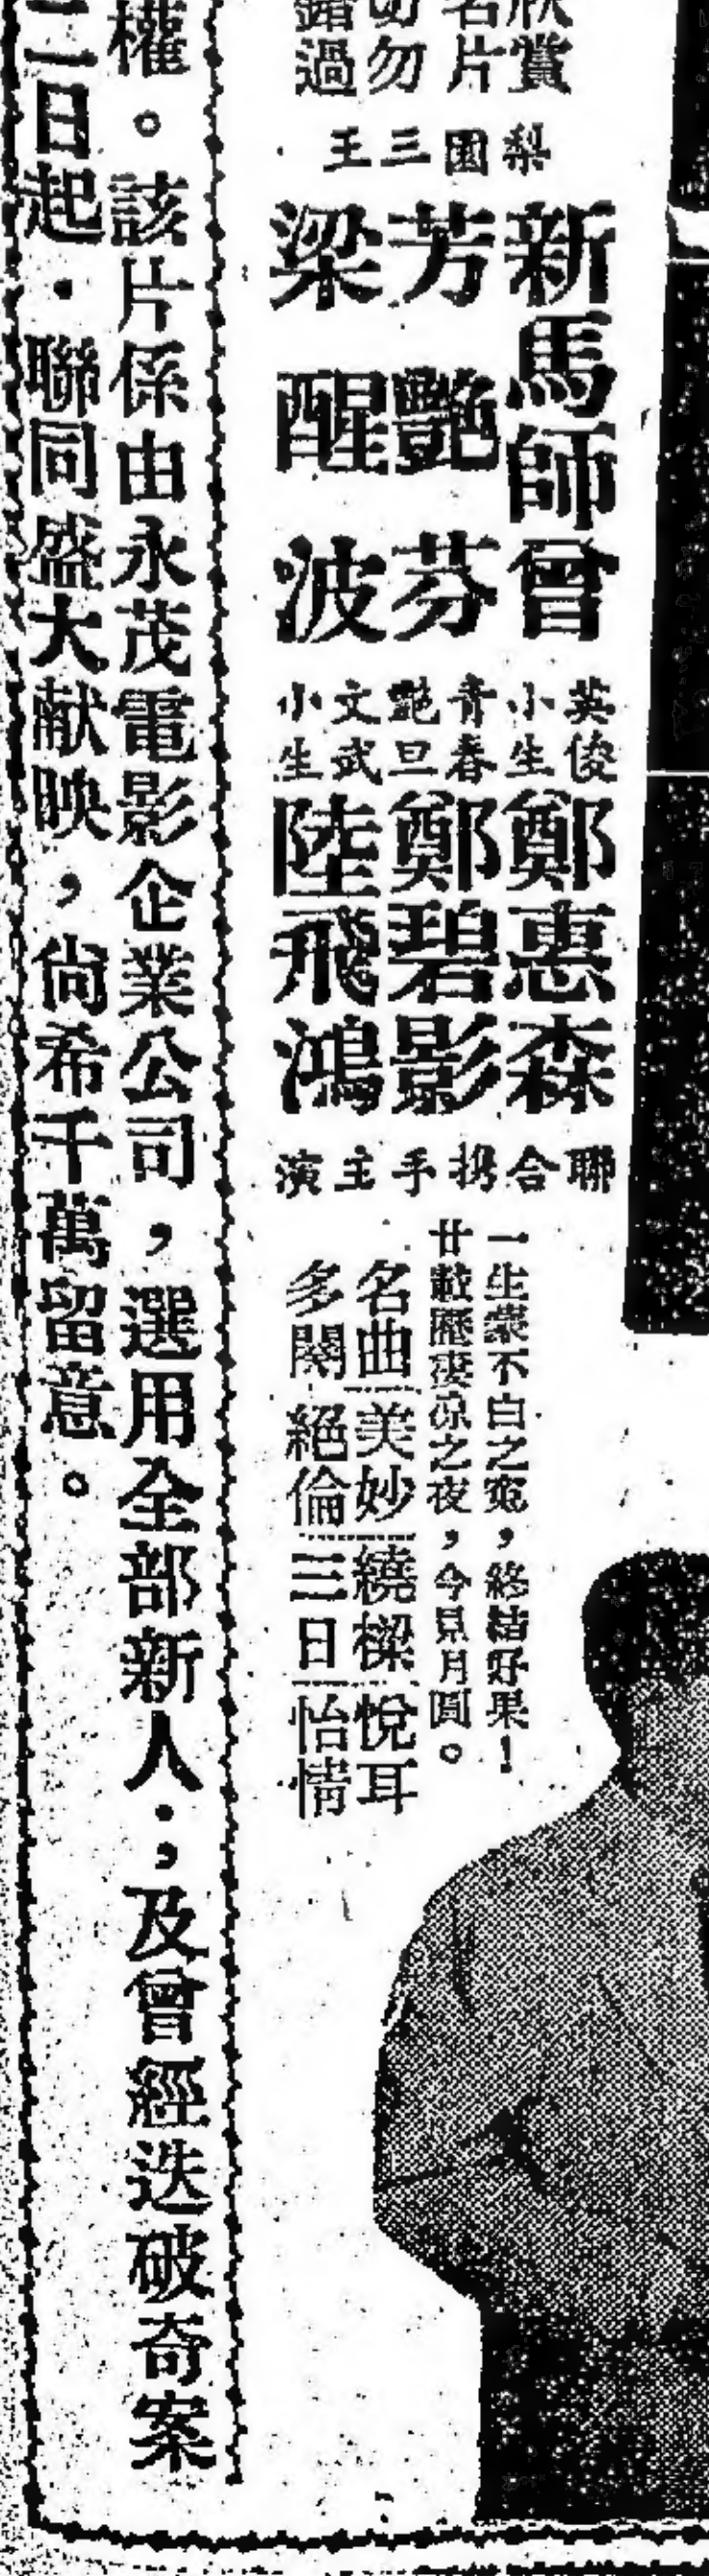 欣賞
名片
切勿
錯過
梨園三王
新馬師曾
芳艷芬
梁醒波
英俊小生
鄭惠森
青春艷旦
鄭碧影
文武小生
陸飛鴻
聯合携手主演
一生蒙不白之寃，終結好果！
廿載歷凄凉之夜，今見月圓。
名曲美妙繞樑悅耳
多闋絕倫三日怡情
權。該片係由永茂電影企業公司，選用全部新人；及曾經迭破奇案
二日起．聯同盛大献映，尙希千萬留意。